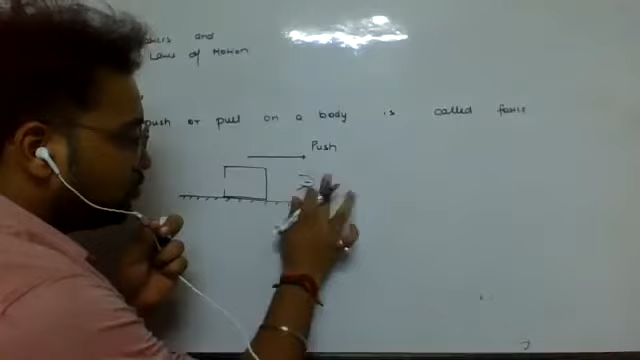 and
Laws of Motion
push or pull on a body is called force
Push